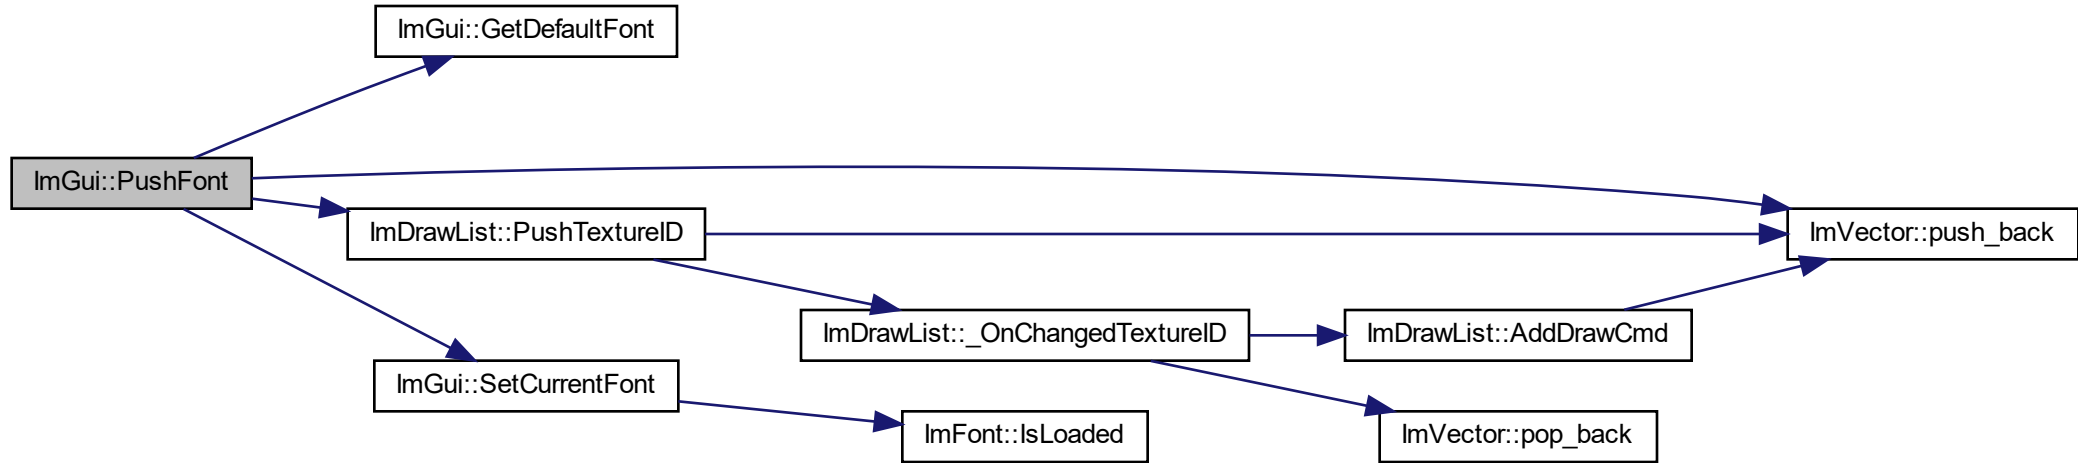 ImGui::GetDefaultFont
ImGui::PushFont
ImDrawList::PushTextureID
ImVector::push_back
ImDrawList::_OnChangedTextureID
ImDrawList::AddDrawCmd
ImGui::SetCurrentFont
ImFont::IsLoaded
ImVector::pop_back